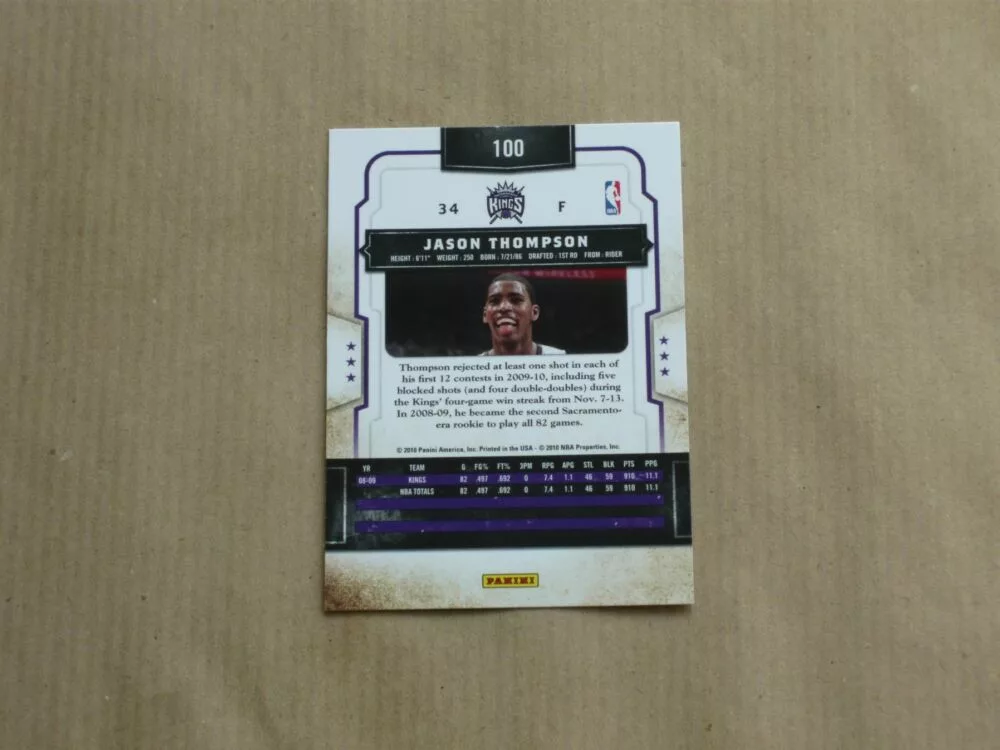 100
34 KINGS F NBA
JASON THOMPSON
HEIGHT: 6'11" WEIGHT: 250 BORN: 7/21/86 DRAFTED: 1ST RD FROM: RIDER
Thompson rejected at least one shot in each of
his first 12 contests in 2009-10, including five
blocked shots (and four double-doubles) during
the Kings' four-game win streak from Nov. 7-13.
In 2008-09, he became the second Sacramento-
era rookie to play all 82 games.
© 2010 Panini America, Inc. Printed in the USA - © 2010 NBA Properties, Inc.
YR TEAM G FG% FT% 3PM RPG APG STL BLK PTS PPG
08-09 KINGS 82 .497 .692 0 7.4 1.1 46 59 910 11.1
NBA TOTALS 82 .497 .692 0 7.4 1.1 46 59 910 11.1
PANINI